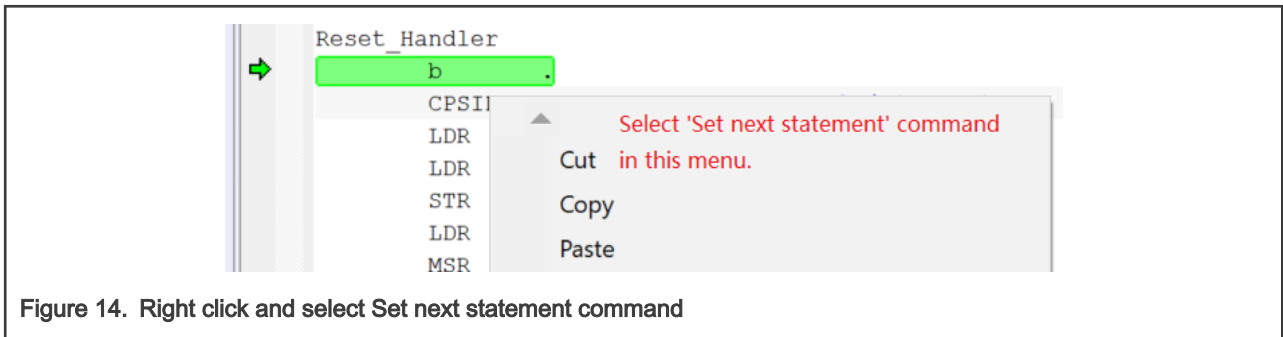 Reset_Handler
b .
LDR
LDR
STR
LDR
MSR
Select 'Set next statement' command
in this menu.
Cut
Copy
Paste
Figure 14. Right click and select Set next statement command